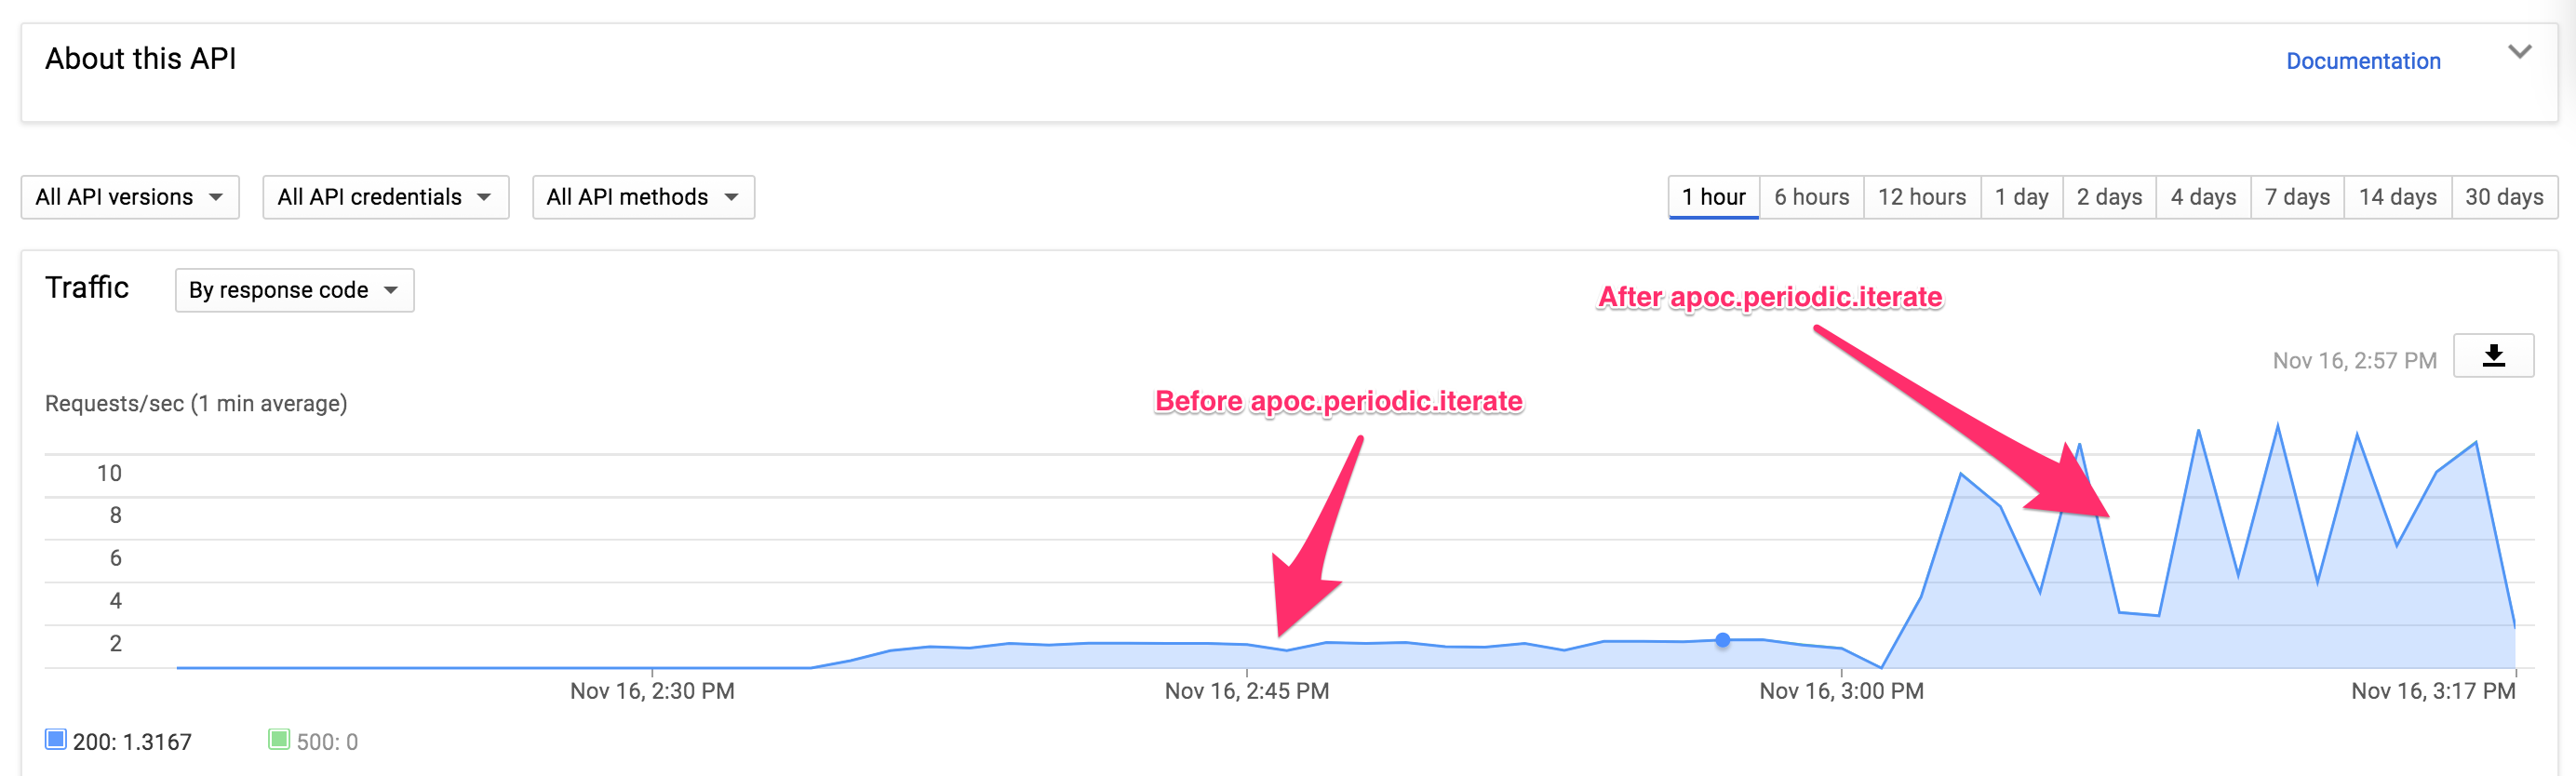 About this API
Documentation
All API versions
All API credentials
All API methods
1 hour
6 hours
12 hours
1 day
2 days
4 days
7 days
14 days
30 days
Traffic
By response code
After apoc.periodic.iterate
Nov 16, 2:57 PM
Before apoc.periodic.iterate
Requests/sec (1 min average)
10
8
6
4
2
Nov 16, 2:30 PM
Nov 16, 2:45 PM
Nov 16, 3:00 PM
Nov 16, 3:17 PM
200: 1.3167
500: 0